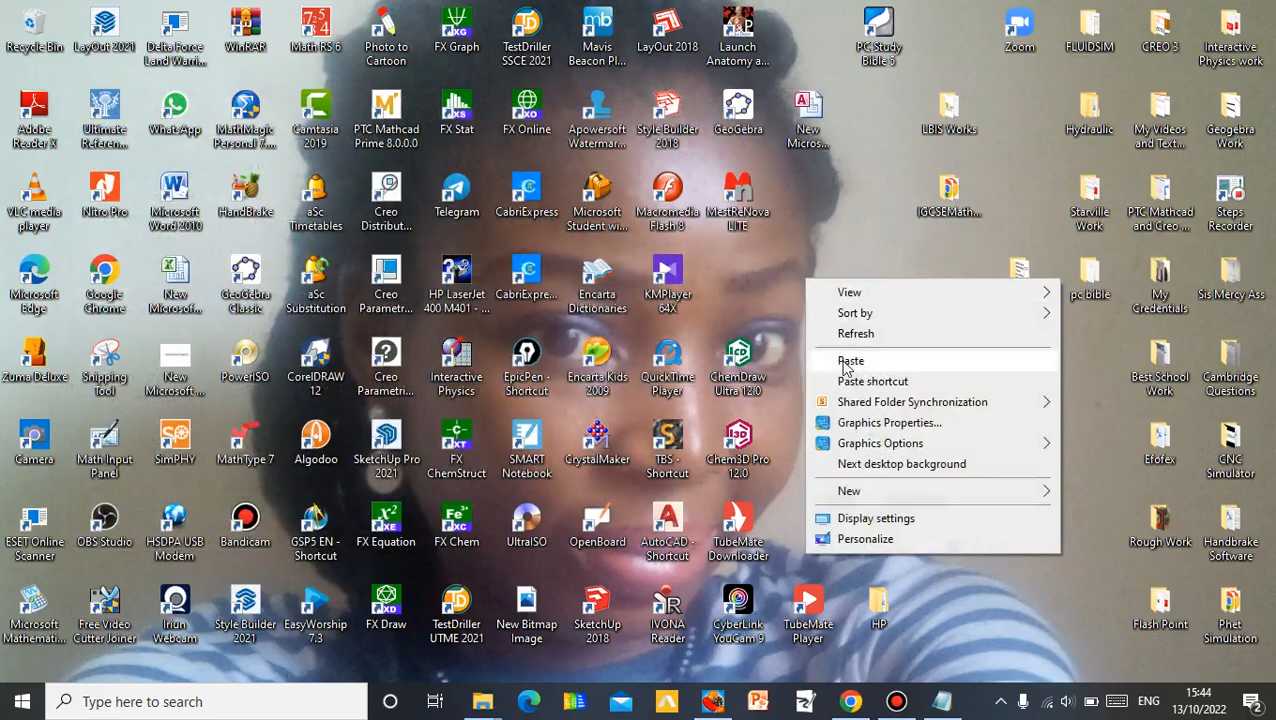 Recycle Bin
LayOut 2021
Delta Force
Land Warri...
WinRAR
Math RS 6
Photo to
Cartoon
FX Graph
TestDriller
SSCE 2021
Mavis
Beacon Pl...
LayOut 2018
Launch
Anatomy a...
PC Study
Bible 5
Zoom
FLUIDSIM
CREO 3
Interactive
Physics work
Adobe
Reader X
Ultimate
Referen...
WhatsApp
MathMagic
Personal 7....
Camtasia
2019
PTC Mathcad
Prime 8.0.0.0
FX Stat
FX Online
Apowersoft
Watermar...
Style Builder
2018
GeoGebra
New
Micros...
LBIS Works
Hydraulic
My Videos
and Text...
Geogebra
Work
VLC media
player
Nitro Pro
Microsoft
Word 2010
HandBrake
aSc
Timetables
Creo
Distribut...
Telegram
CabriExpress
Microsoft
Student wi...
Macromedia
Flash 8
MestReNova
LITE
IGCSEMath...
Starville
Work
PTC Mathcad
and Creo ...
Steps
Recorder
Microsoft
Edge
Google
Chrome
New
Microsoft ...
GeoGebra
Classic
aSc
Substitution
Creo
Parametr...
HP LaserJet
400 M401 - ...
CabriExpre...
Encarta
Dictionaries
KMPlayer
64X
pc bible
My
Credentials
Sis Mercy Ass
Zuma Deluxe
Snipping
Tool
New
Microsoft ...
PowerISO
CorelDRAW
12
Creo
Parametri...
Interactive
Physics
EpicPen -
Shortcut
Encarta Kids
2009
QuickTime
Player
ChemDraw
Ultra 12.0
Best School
Work
Cambridge
Questions
Camera
Math Input
Panel
SimPHY
MathType 7
Algodoo
SketchUp Pro
2021
FX
ChemStruct
SMART
Notebook
CrystalMaker
TBS -
Shortcut
Chem3D Pro
12.0
Efofex
CNC
Simulator
ESET Online
Scanner
OBS Studio
HSDPA USB
Modem
Bandicam
GSP5 EN -
Shortcut
FX Equation
FX Chem
UltraISO
OpenBoard
AutoCAD -
Shortcut
TubeMate
Downloader
Rough Work
Handbrake
Software
Microsoft
Mathemat...
Free Video
Cutter Joiner
Iriun
Webcam
Style Builder
2021
EasyWorship
7.3
FX Draw
TestDriller
UTME 2021
New Bitmap
Image
SketchUp
2018
IVONA
Reader
CyberLink
YouCam 9
TubeMate
Player
HP
Flash Point
Phet
Simulation
View
Sort by
Refresh
Paste
Paste shortcut
Shared Folder Synchronization
Graphics Properties...
Graphics Options
Next desktop background
New
Display settings
Personalize
Type here to search
ENG
15:44
13/10/2022
2